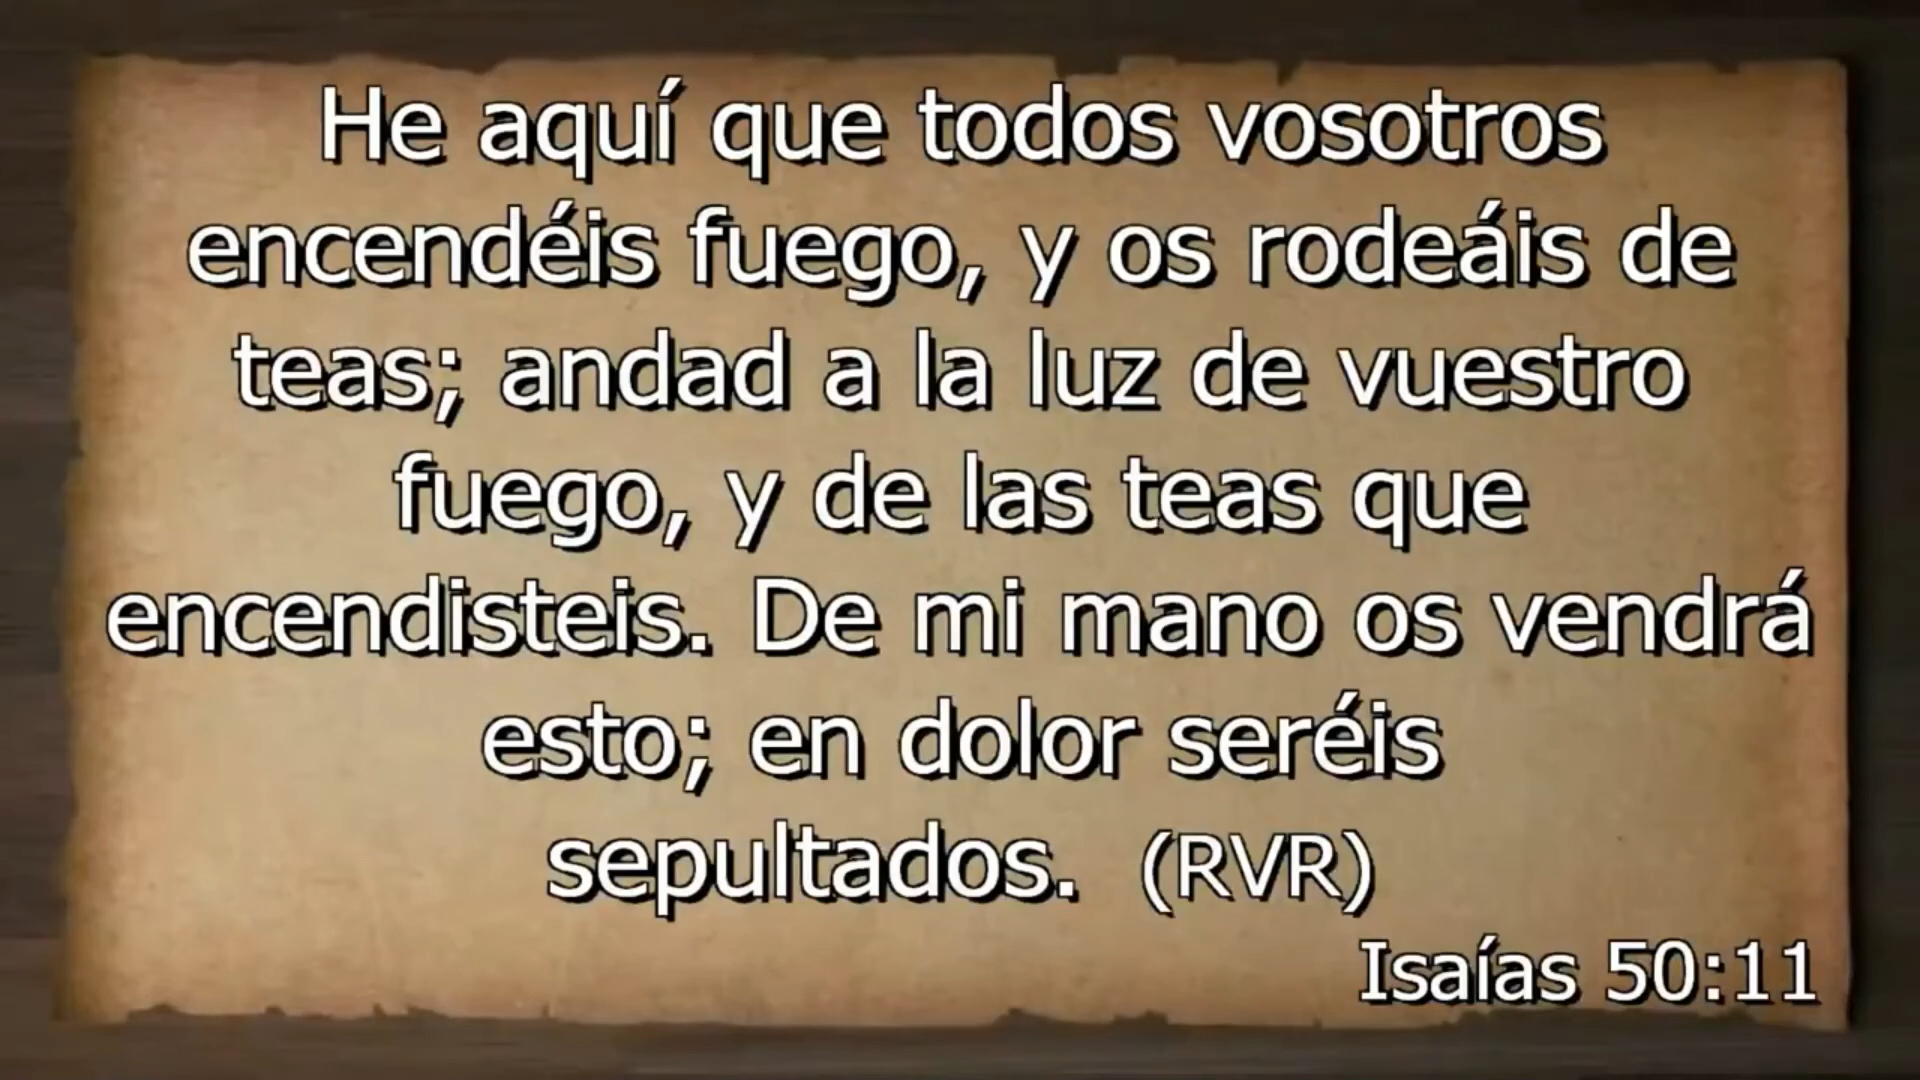 He aquí que todos vosotros
encendéis fuego, y os rodeáis de
teas; andad a la luz de vuestro
fuego, y de las teas que
encendisteis. De mi mano os vendrá
esto; en dolor seréis
sepultados. (RVR)
Isaías 50:11